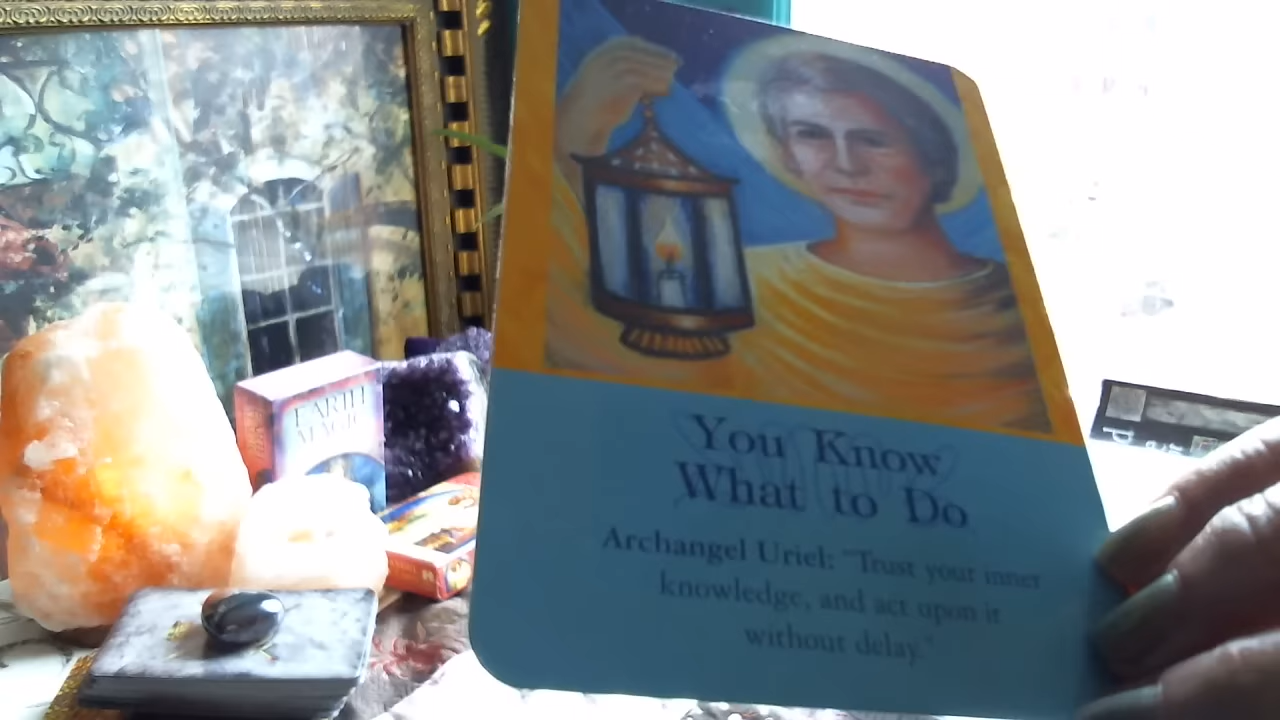 EARTH
MAGIC
You Know
What to Do
Archangel Uriel: "Trust your inner
knowledge, and act upon it
without delay."